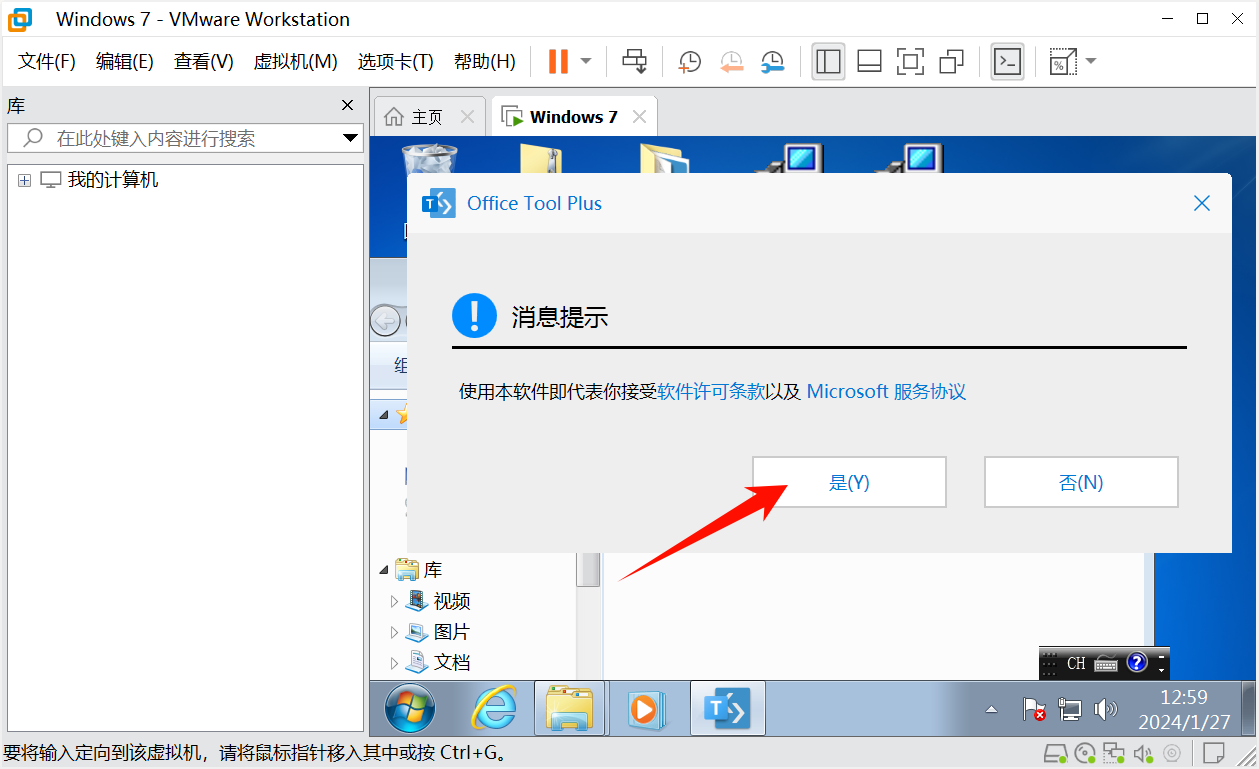 Windows 7 - VMware Workstation
文件(F) 编辑(E) 查看(V) 虚拟机(M) 选项卡(T) 帮助(H)
库
主页
Windows 7
在此处键入内容进行搜索
我的计算机
Office Tool Plus
消息提示
使用本软件即代表你接受软件许可条款以及 Microsoft 服务协议
是(Y)
否(N)
组
库
视频
图片
文档
CH
12:59
2024/1/27
要将输入定向到该虚拟机，请将鼠标指针移入其中或按 Ctrl+G。